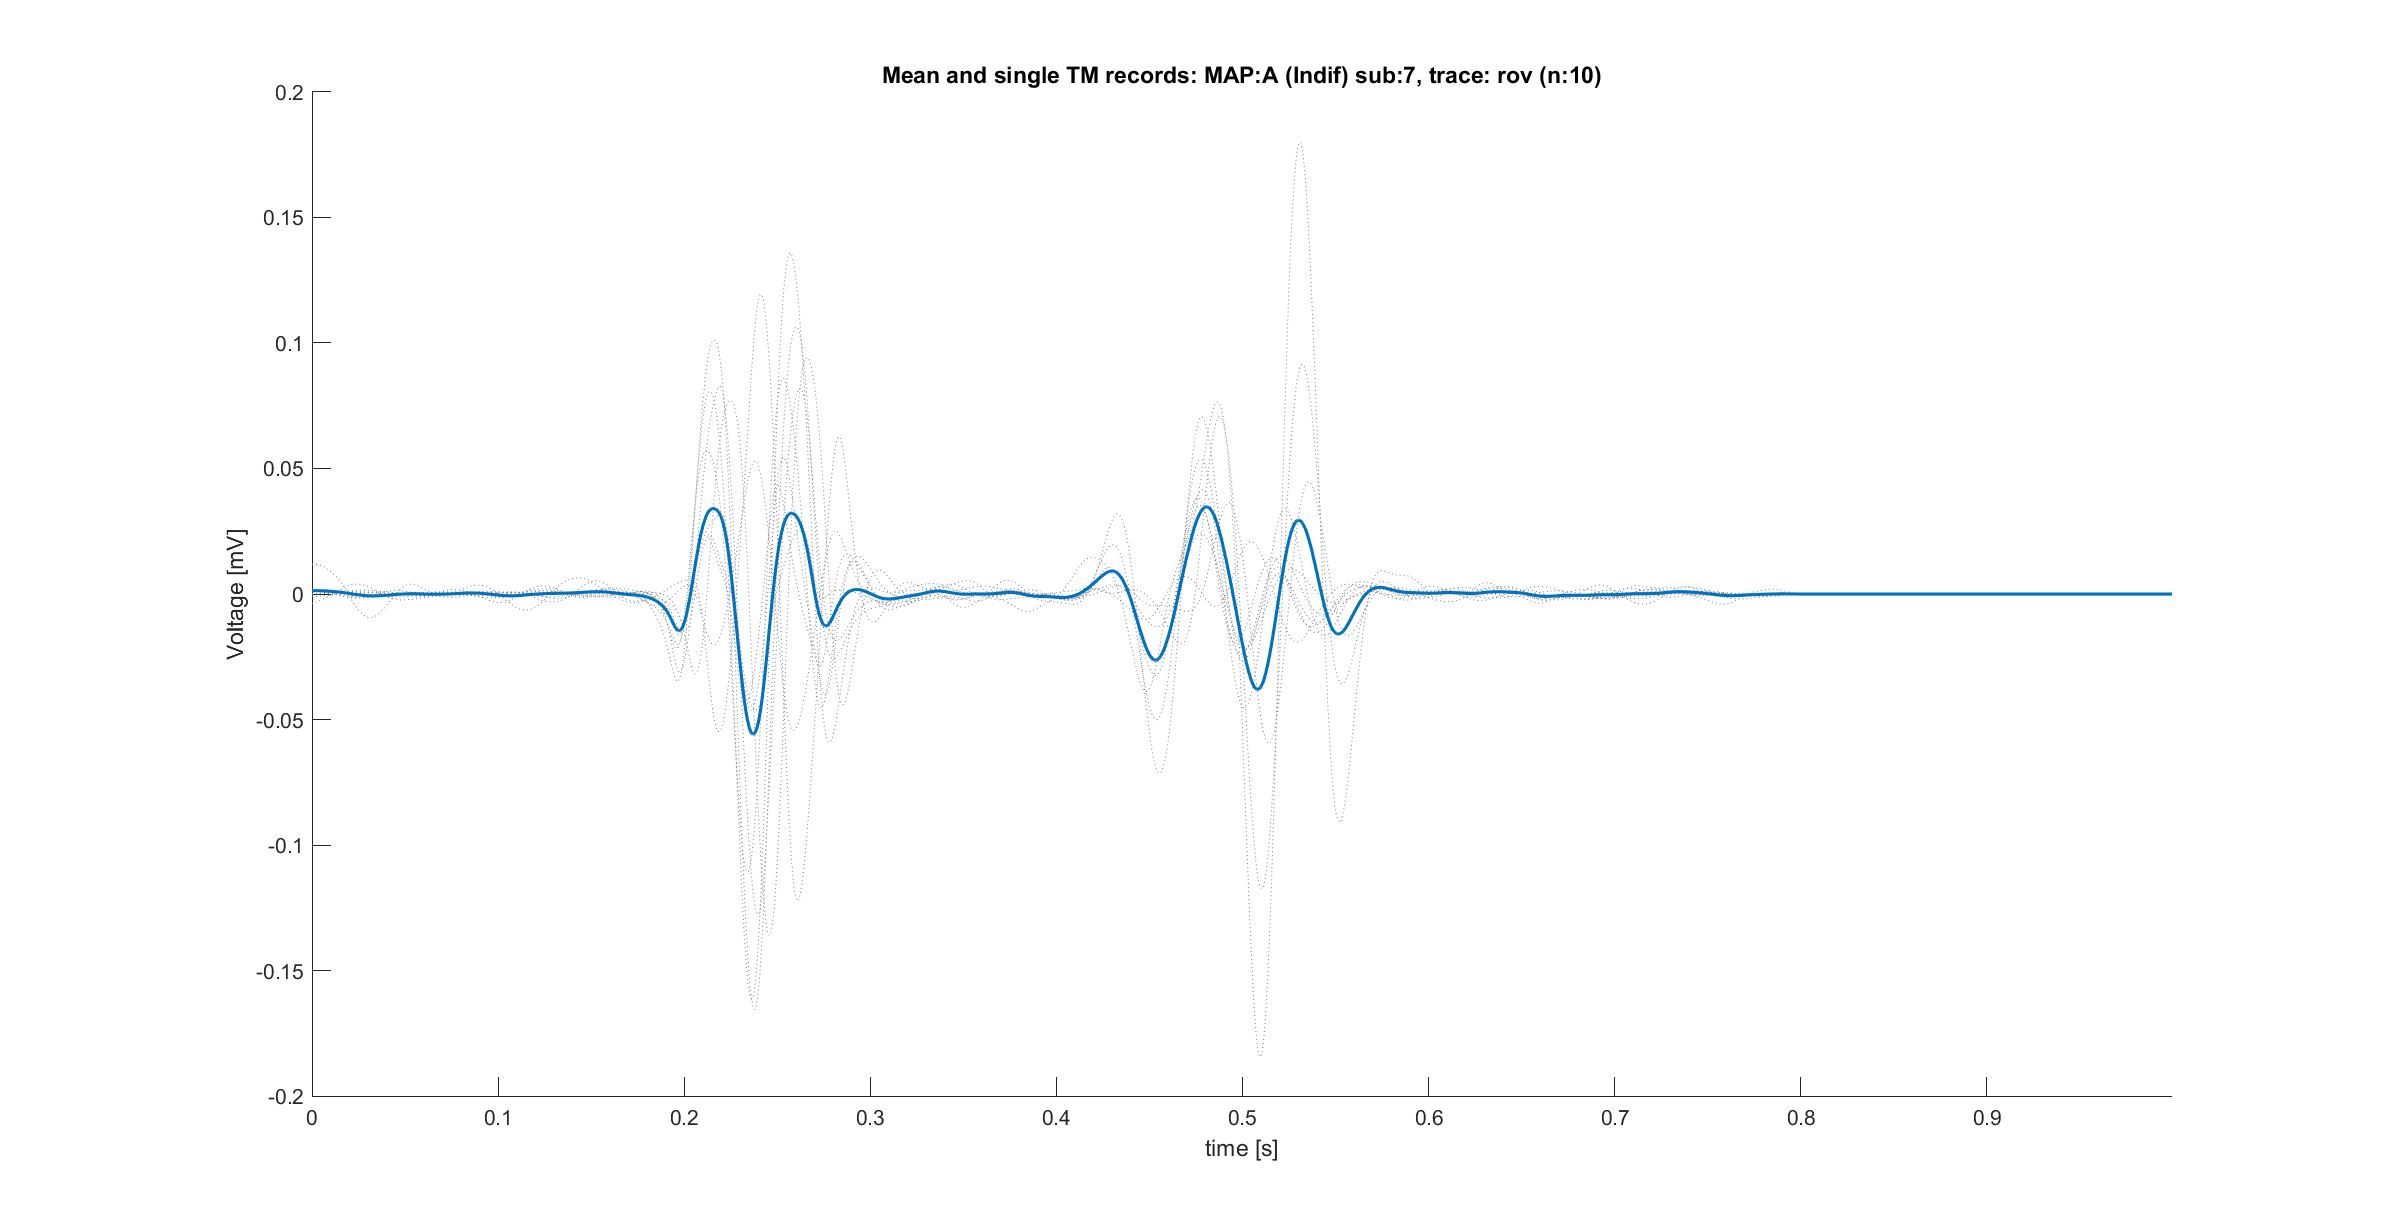 Mean and single TM records: MAP:A (Indif) sub:7, trace: rov (n:10)
0.2
0.15
0.1
0.05
0
-0.05
-0.1
-0.15
-0.2
Voltage [mV]
0 0.1 0.2 0.3 0.4 0.5 0.6 0.7 0.8 0.9
time [s]